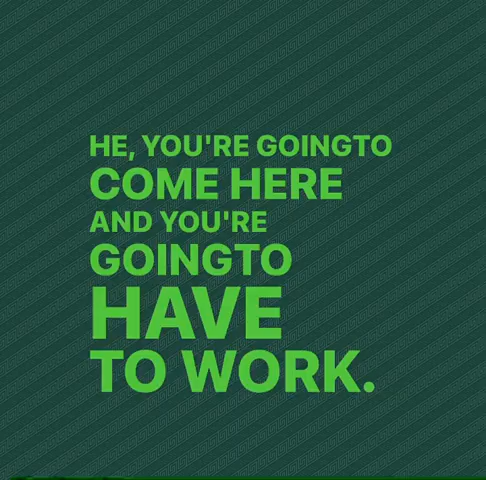 HE, YOU'RE GOINGTO
COME HERE
AND YOU'RE
GOINGTO
HAVE
TO WORK.